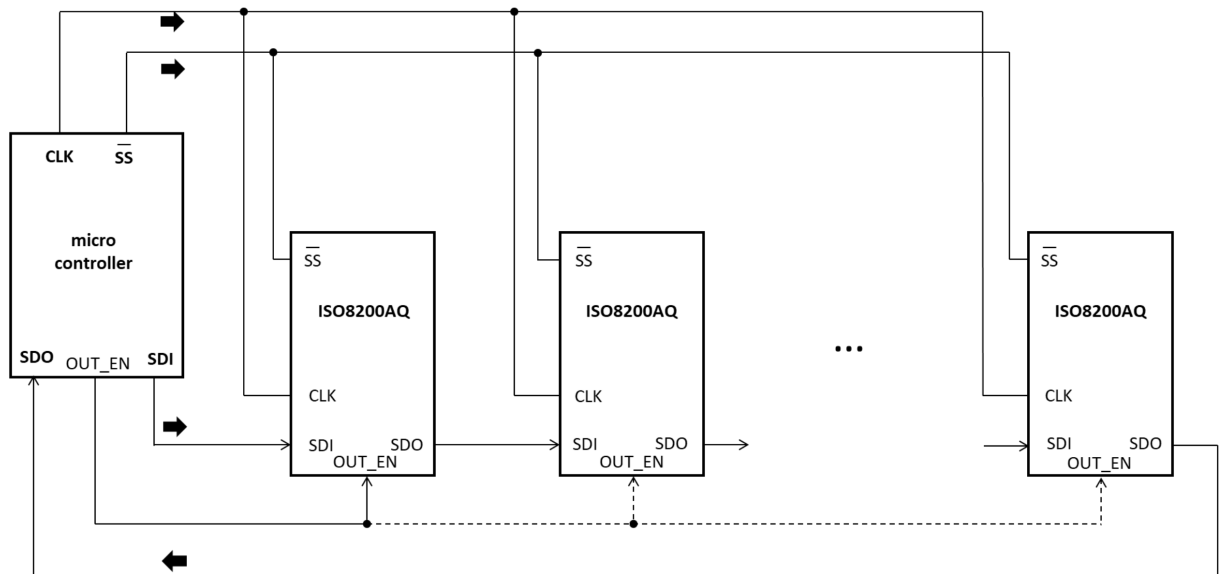 CLK
SS
micro
controller
SDO
OUT_EN
SDI
SS
ISO8200AQ
CLK
SDI
SDO
OUT_EN
SS
ISO8200AQ
CLK
SDI
SDO
OUT_EN
...
SS
ISO8200AQ
CLK
SDI
SDO
OUT_EN